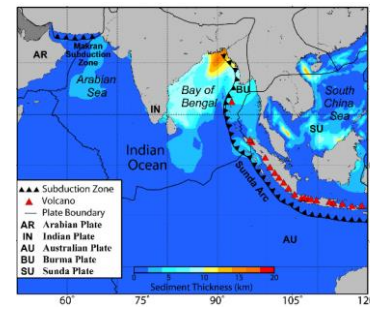 AR
Makran
Subduction
Zone
Arabian
Sea
IN
Bay of
Bengal
BU
South
China
Sea
SU
Indian
Ocean
Sunda Arc
AU
Subduction Zone
Volcano
Plate Boundary
AR Arabian Plate
IN Indian Plate
AU Australian Plate
BU Burma Plate
SU Sunda Plate
0 5 10 15 20
Sediment Thickness (km)
60° 75° 90° 105° 120